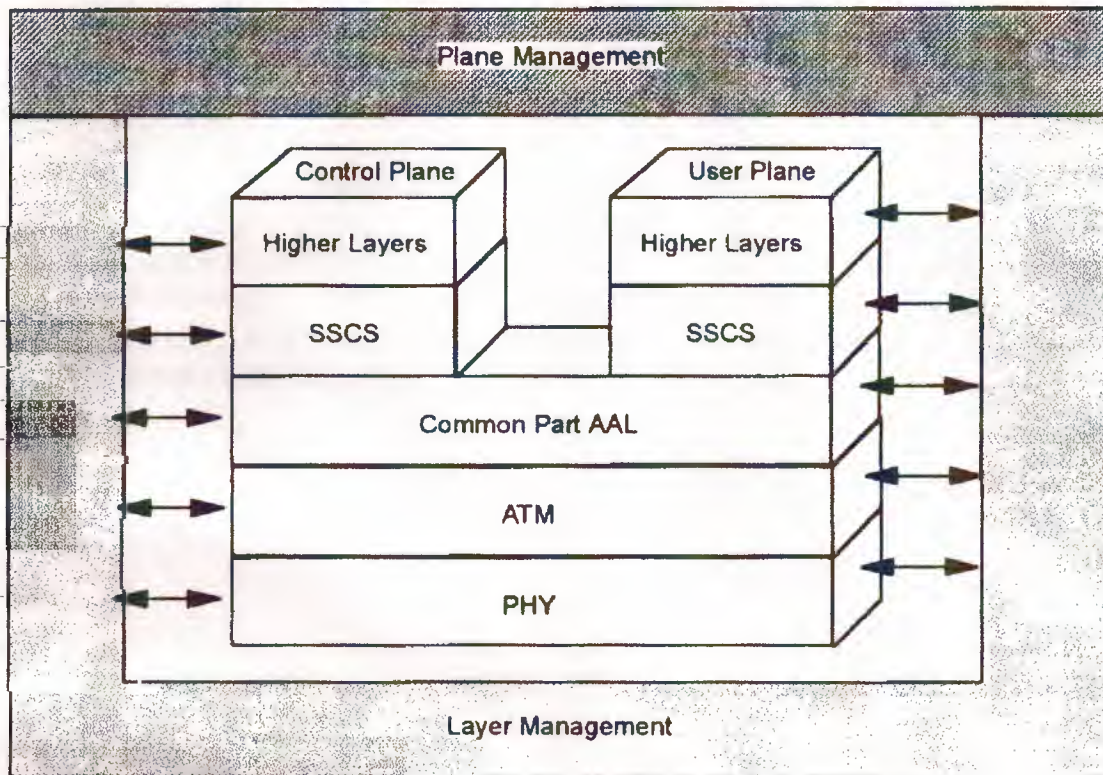 Plane Management
Control Plane
User Plane
Higher Layers
Higher Layers
SSCS
SSCS
Common Part AAL
ATM
PHY
Layer Management